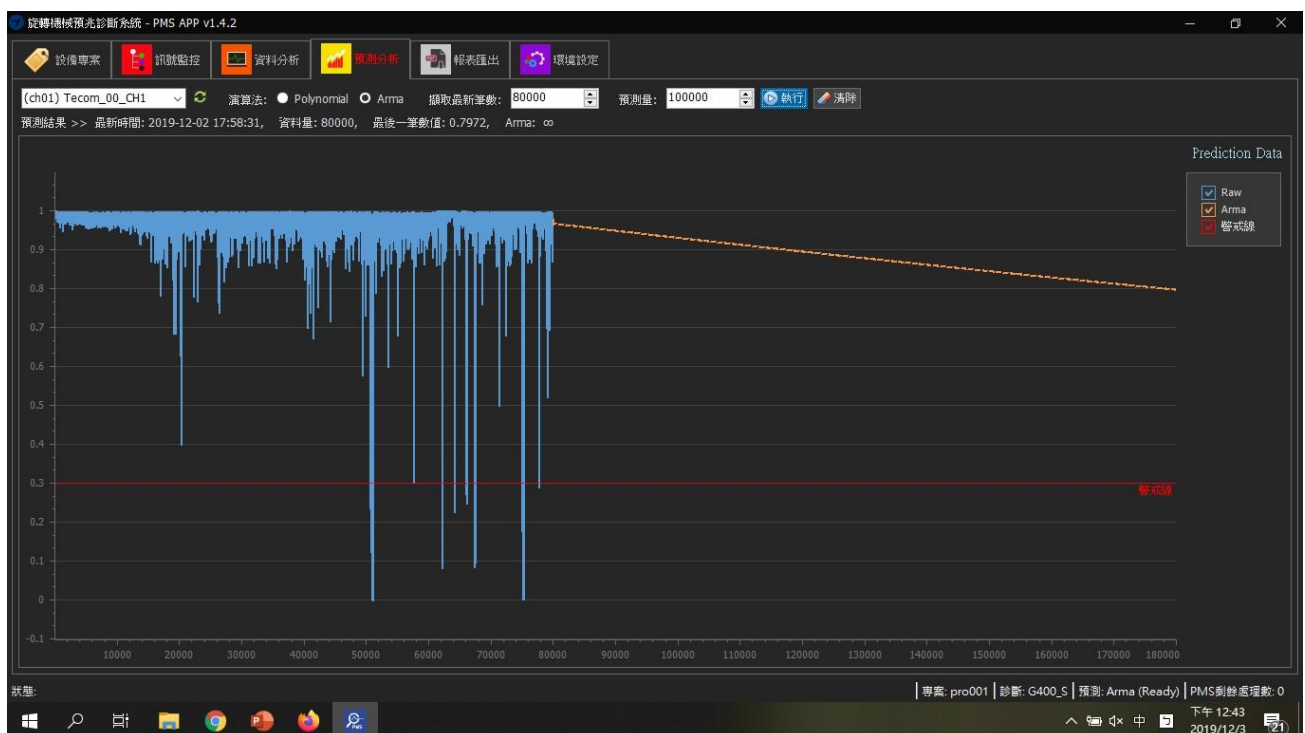 旋轉機械預兆診斷系統 - PMS APP v1.4.2
設備專案 訊號監控 資料分析 預測分析 報表匯出 環境設定
(ch01) Tecom_00_CH1 演算法: Polynomial Arma 擷取最新筆數: 80000 預測量: 100000 執行 清除
預測結果 >> 最新時間: 2019-12-02 17:58:31, 資料量: 80000, 最後一筆數值: 0.7972, Arma: ∞
Prediction Data
Raw
Arma
警戒線
1
0.9
0.8
0.7
0.6
0.5
0.4
0.3
警戒線
0.2
0.1
0
-0.1
10000 20000 30000 40000 50000 60000 70000 80000 90000 100000 110000 120000 130000 140000 150000 160000 170000 180000
狀態: 專案: pro001 診斷: G400_S 預測: Arma (Ready) PMS剩餘處理數: 0
中 下午 12:43
2019/12/3 21